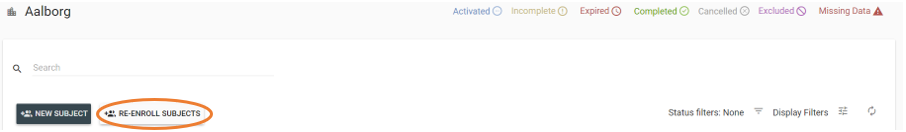 Aalborg Activated Incomplete Expired Completed Cancelled Excluded Missing Data
Search
NEW SUBJECT RE-ENROLL SUBJECTS Status filters: None Display Filters